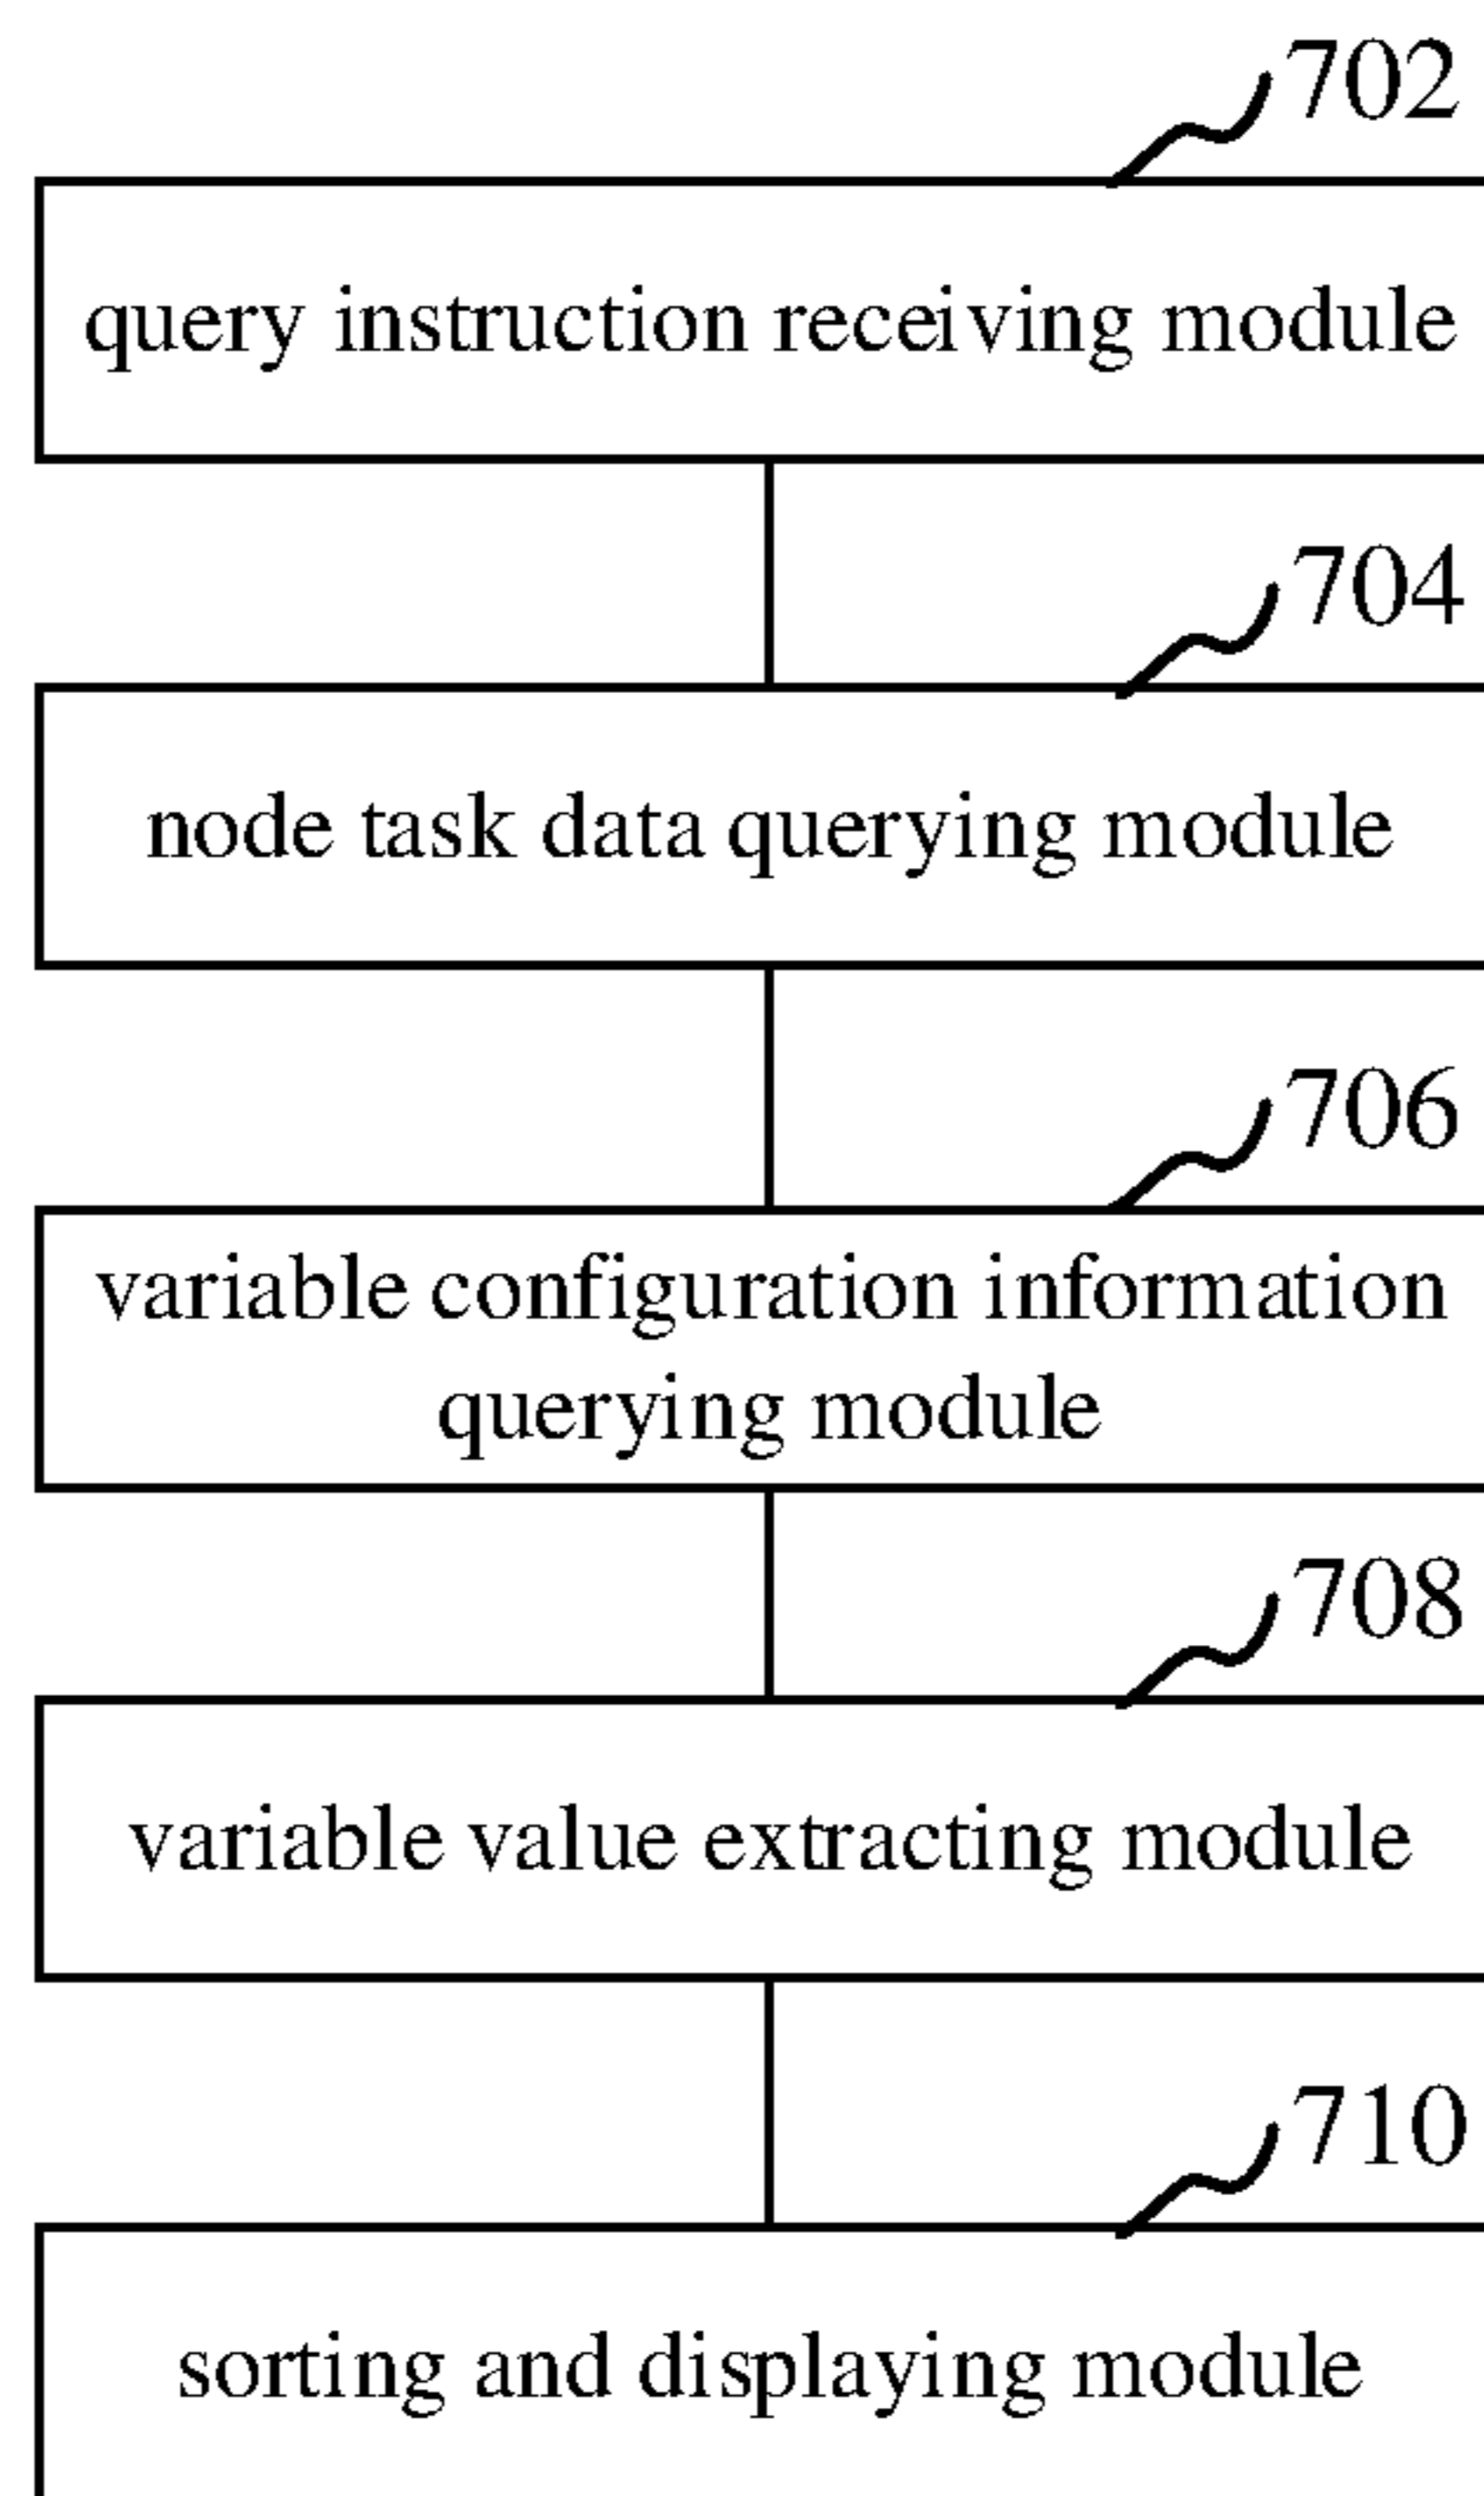 702
query instruction receiving module
704
node task data querying module
706
variable configuration information
querying module
708
variable value extracting module
710
sorting and displaying module